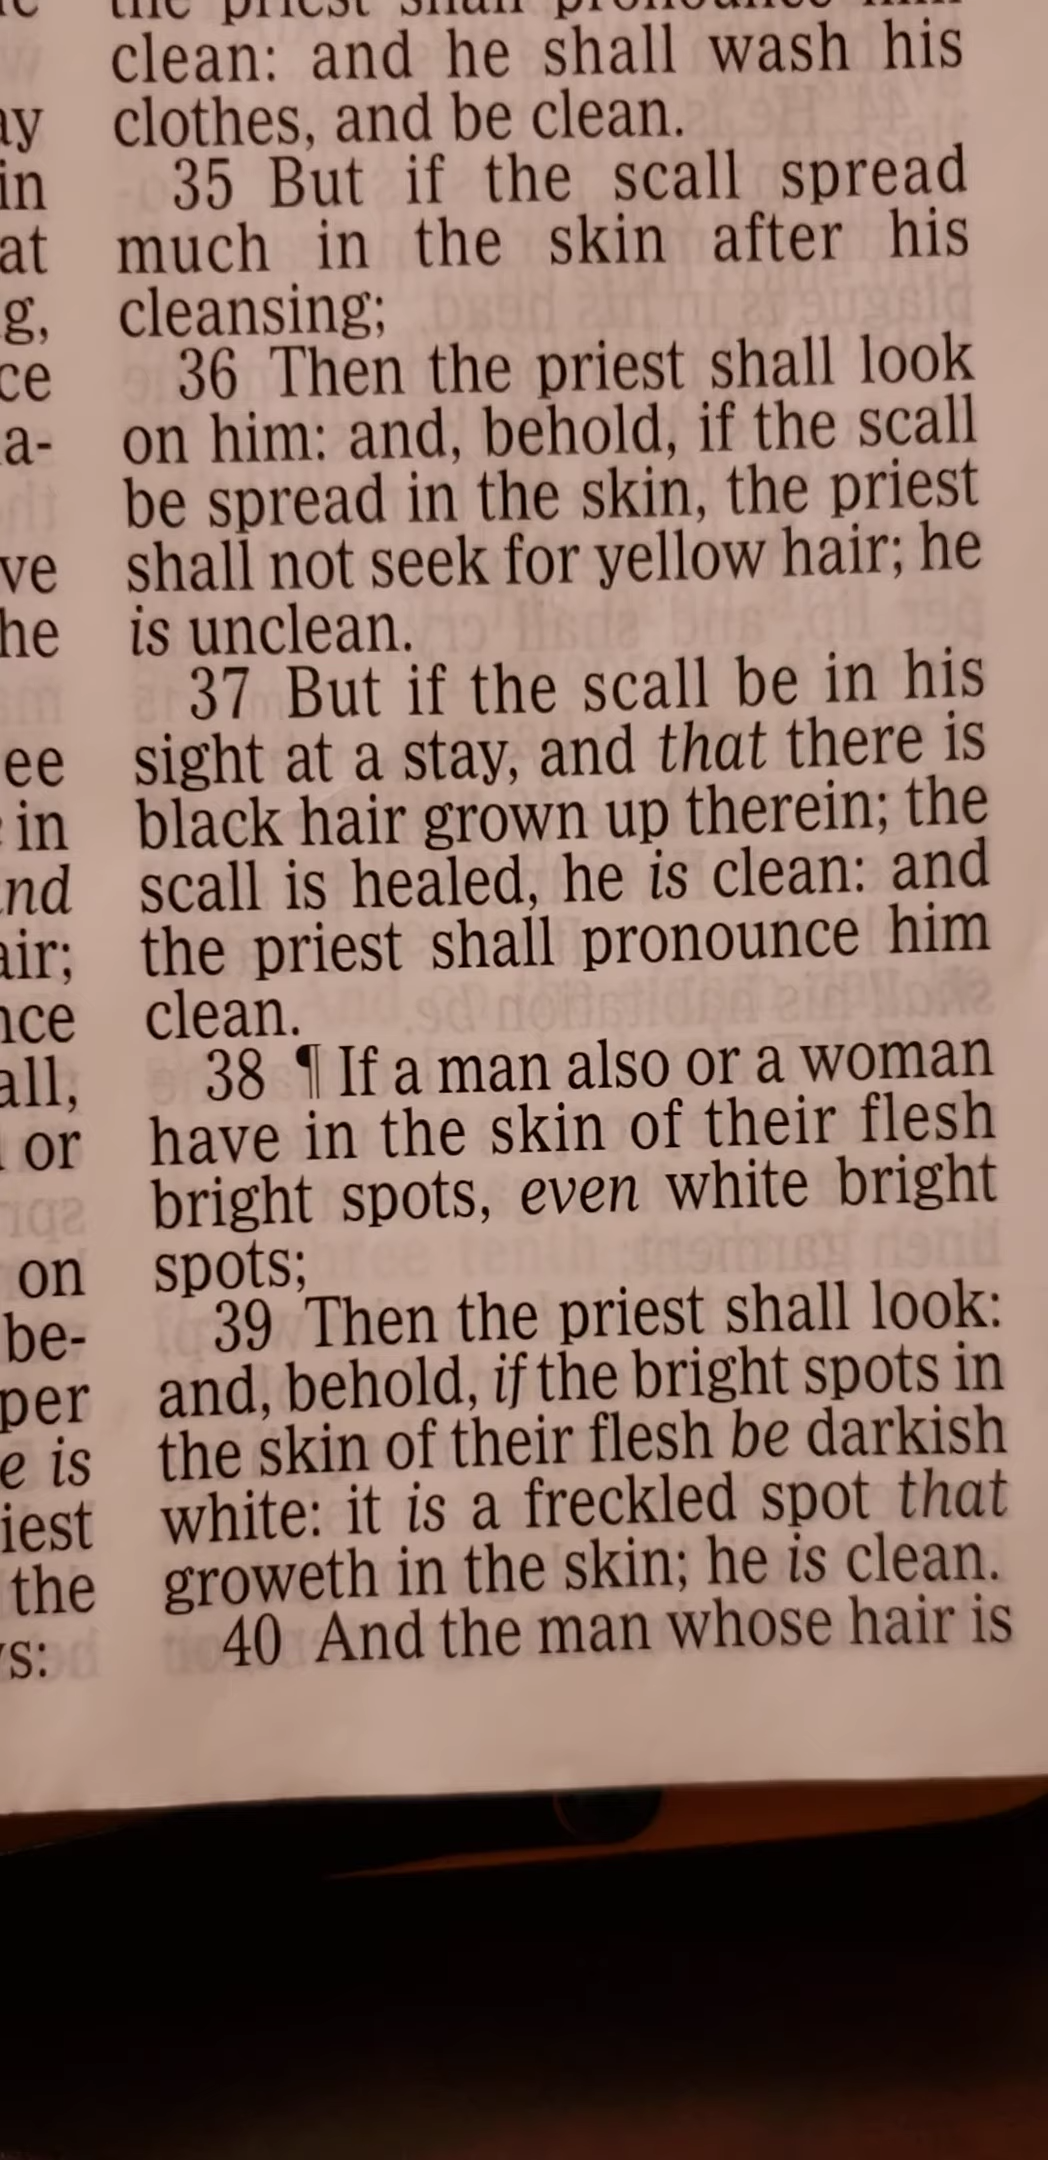 the priest shall pronounce him
clean: and he shall wash his
clothes, and be clean.
35 But if the scall spread
much in the skin after his
cleansing;
36 Then the priest shall look
on him: and, behold, if the scall
be spread in the skin, the priest
shall not seek for yellow hair; he
is unclean.
37 But if the scall be in his
sight at a stay, and that there is
black hair grown up therein; the
scall is healed, he is clean: and
the priest shall pronounce him
clean.
38 ¶ If a man also or a woman
have in the skin of their flesh
bright spots, even white bright
spots;
39 Then the priest shall look:
and, behold, if the bright spots in
the skin of their flesh be darkish
white: it is a freckled spot that
groweth in the skin; he is clean.
40 And the man whose hair is